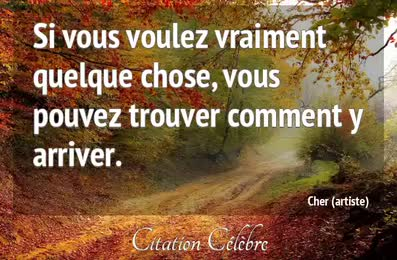 Si vous voulez vraiment
quelque chose, vous
pouvez trouver comment y
arriver.
Cher (artiste)
Citation Célèbre